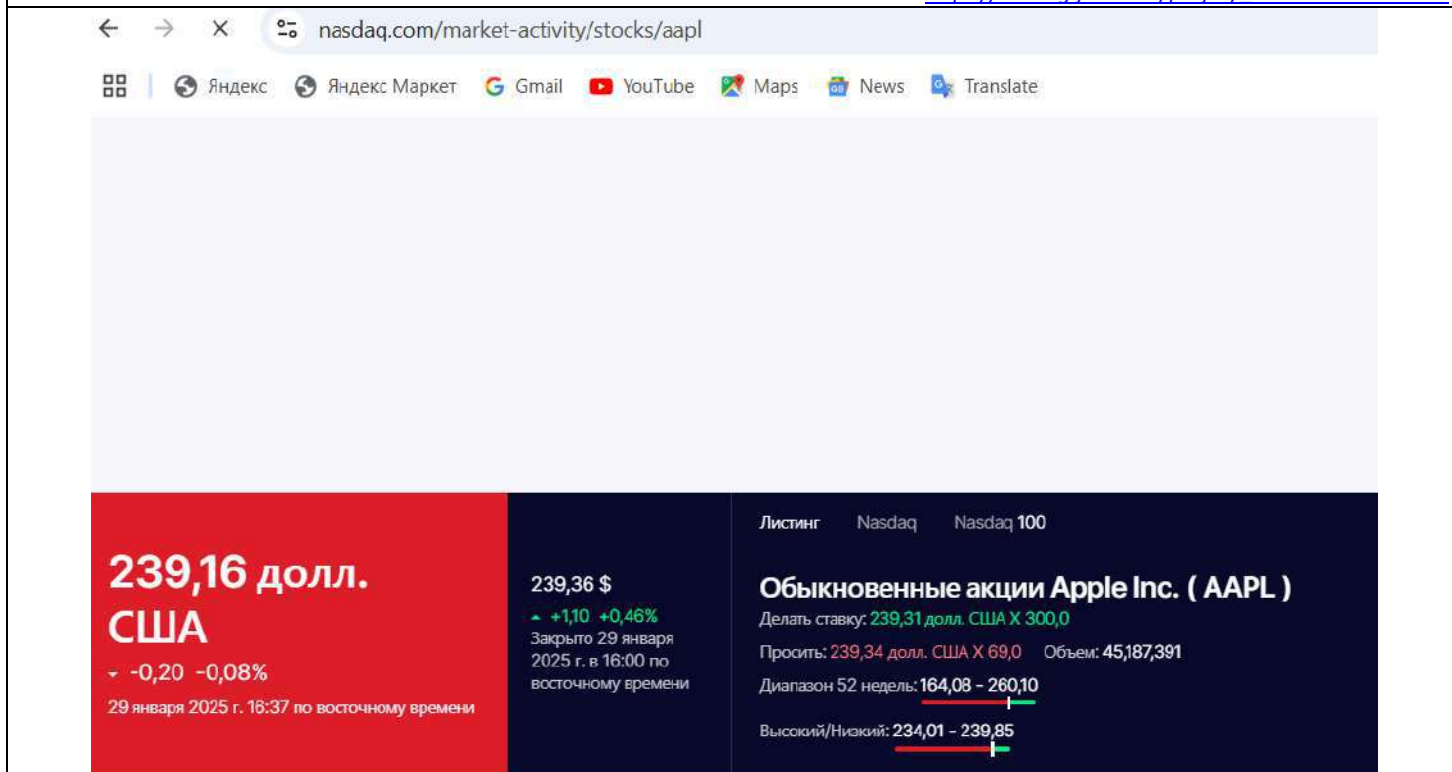 nasdaq.com/market-activity/stocks/aapl
Яндекс Яндекс Маркет Gmail YouTube Maps News Translate
239,16 долл.
США
-0,20 -0,08%
29 января 2025 г. 16:37 по восточному времени
239,36 $
+1,10 +0,46%
Закрыто 29 января
2025 г. в 16:00 по
восточному времени
Листинг Nasdaq Nasdaq 100
Обыкновенные акции Apple Inc. ( AAPL )
Делать ставку: 239,31 долл. США X 300,0
Просить: 239,34 долл. США X 69,0 Объем: 45,187,391
Диапазон 52 недель: 164,08 – 260,10
Высокий/Низкий: 234,01 – 239,85